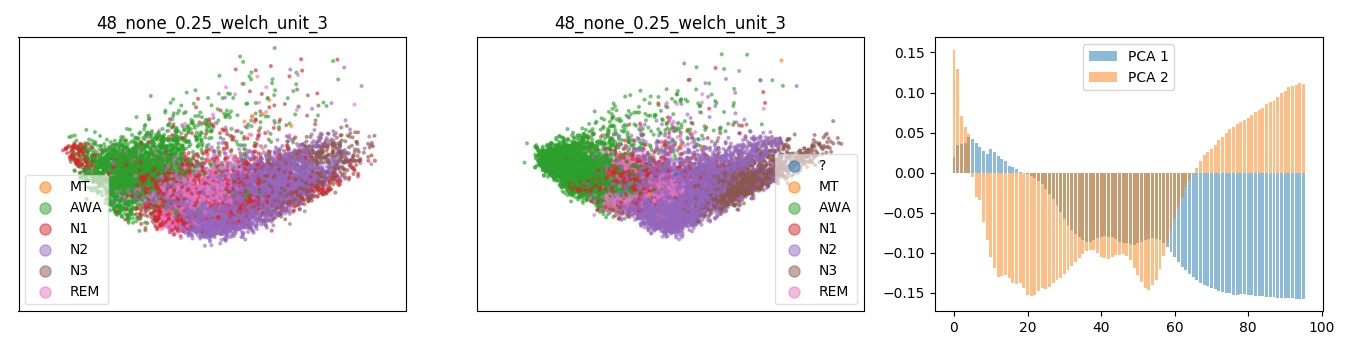 48_none_0.25_welch_unit_3
MT
AWA
N1
N2
N3
REM
48_none_0.25_welch_unit_3
?
MT
AWA
N1
N2
N3
REM
PCA 1
PCA 2
0.15
0.10
0.05
0.00
−0.05
−0.10
−0.15
0 20 40 60 80 100